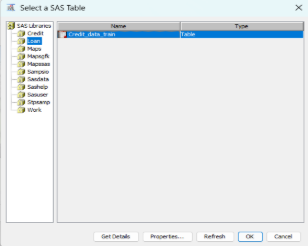 Select a SAS Table
SAS Libraries
Credit
Loan
Maps
Mapsgfk
Mapssas
Sampsio
Sasdata
Sashelp
Sasuser
Stpsamp
Work
Name Type
Credit_data_train Table
Get Details Properties... Refresh OK Cancel